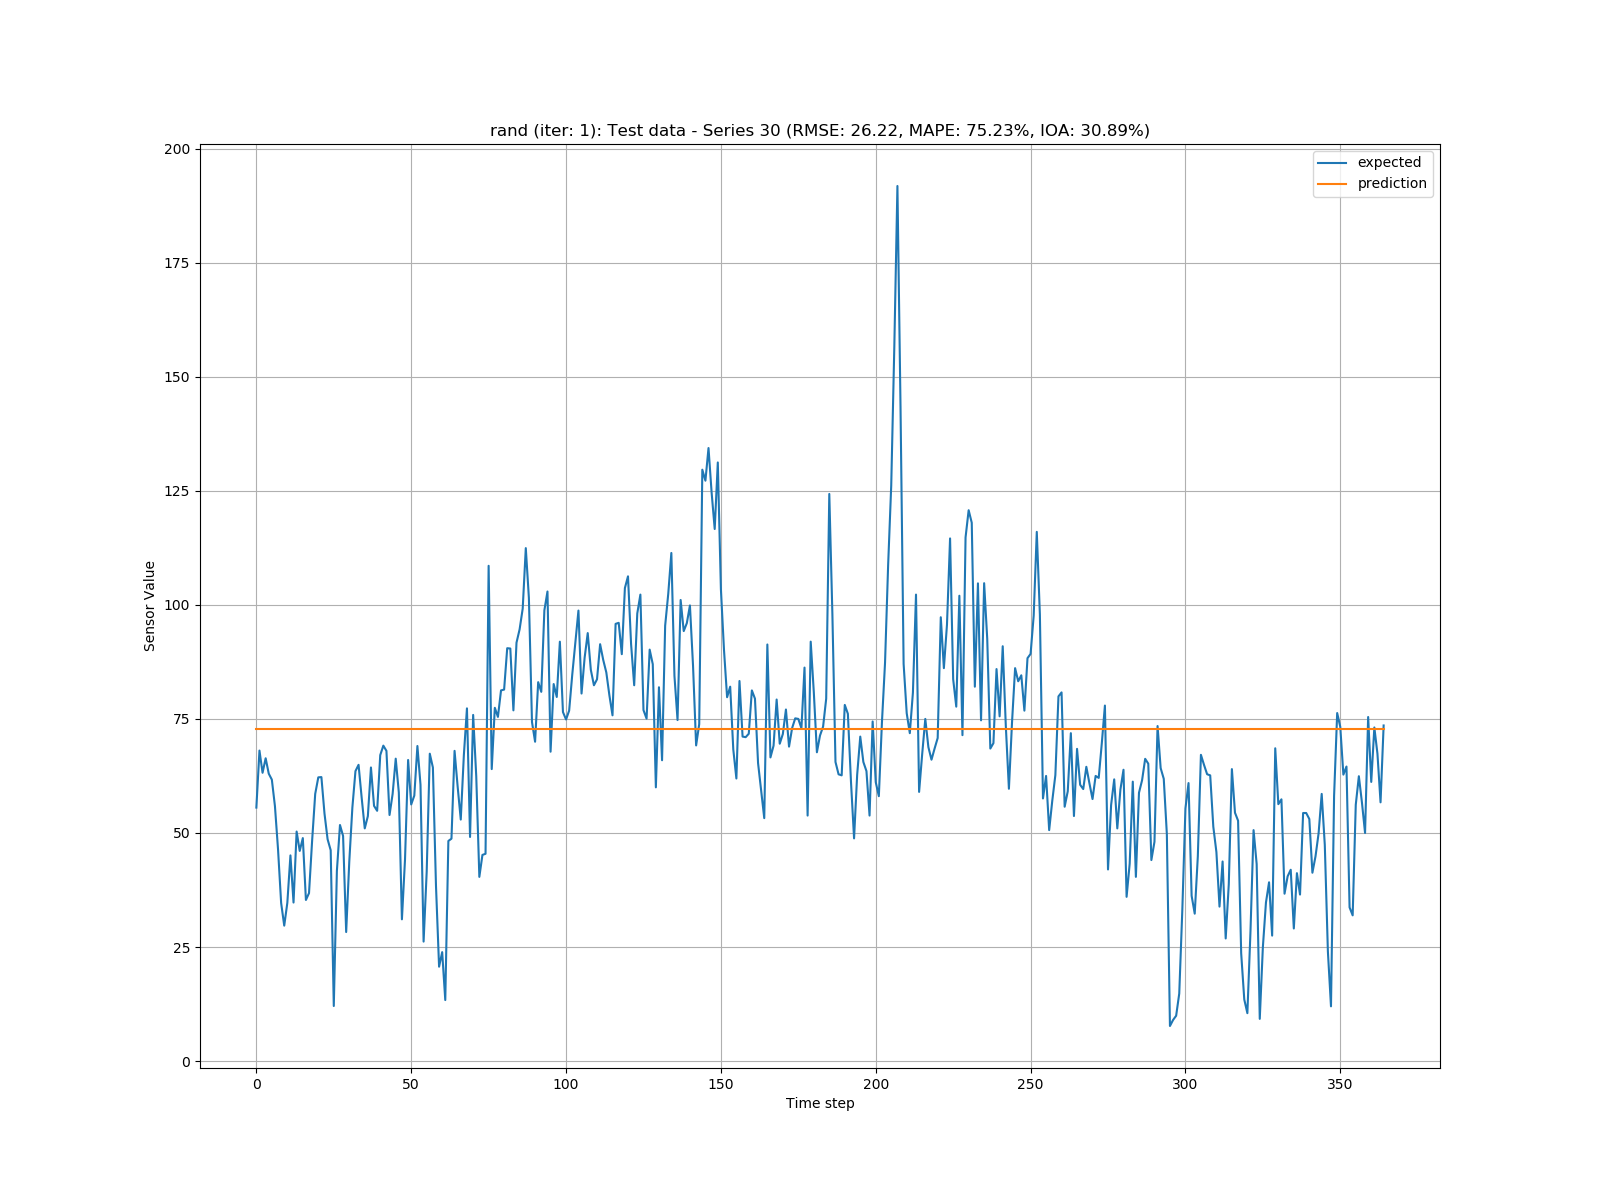 rand (iter: 1): Test data - Series 30 (RMSE: 26.22, MAPE: 75.23%, IOA: 30.89%)
expected
prediction
200
175
150
125
100
75
50
25
0
Sensor Value
0 50 100 150 200 250 300 350
Time step